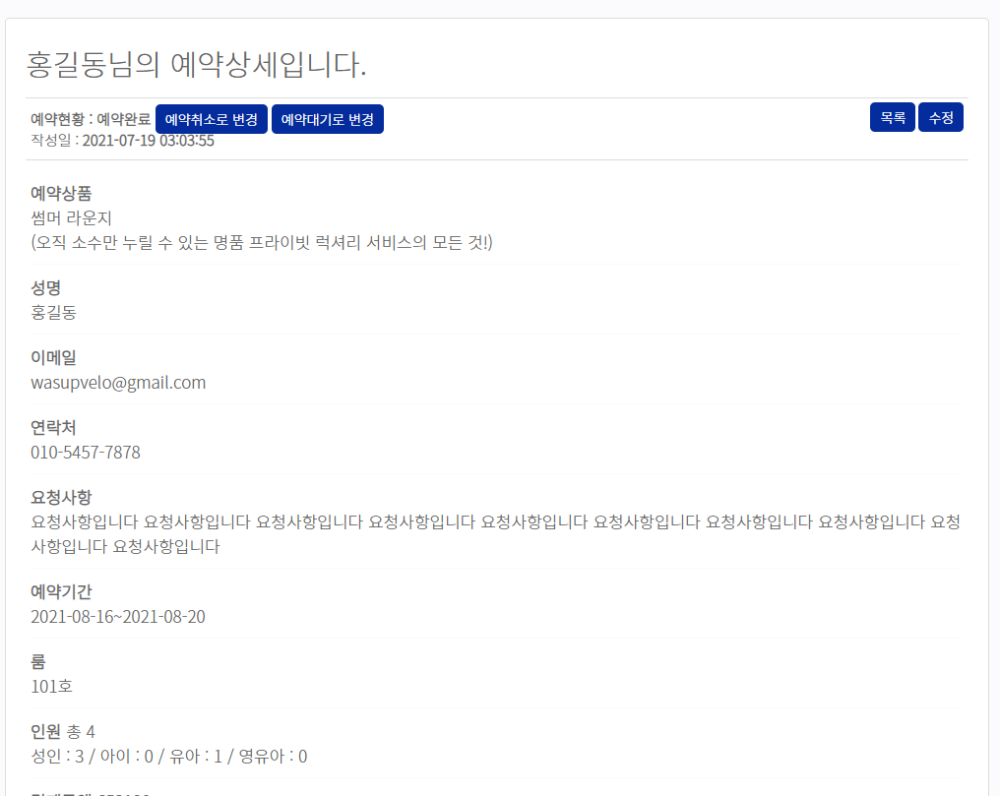 홍길동님의 예약상세입니다.
예약현황 : 예약완료 예약취소로 변경 예약대기로 변경 목록 수정
작성일 : 2021-07-19 03:03:55
예약상품
썸머 라운지
(오직 소수만 누릴 수 있는 명품 프라이빗 럭셔리 서비스의 모든 것!)
성명
홍길동
이메일
wasupvelo@gmail.com
연락처
010-5457-7878
요청사항
요청사항입니다 요청사항입니다 요청사항입니다 요청사항입니다 요청사항입니다 요청사항입니다 요청사항입니다 요청사항입니다 요청
사항입니다 요청사항입니다
예약기간
2021-08-16~2021-08-20
룸
101호
인원 총 4
성인 : 3 / 아이 : 0 / 유아 : 1 / 영유아 : 0